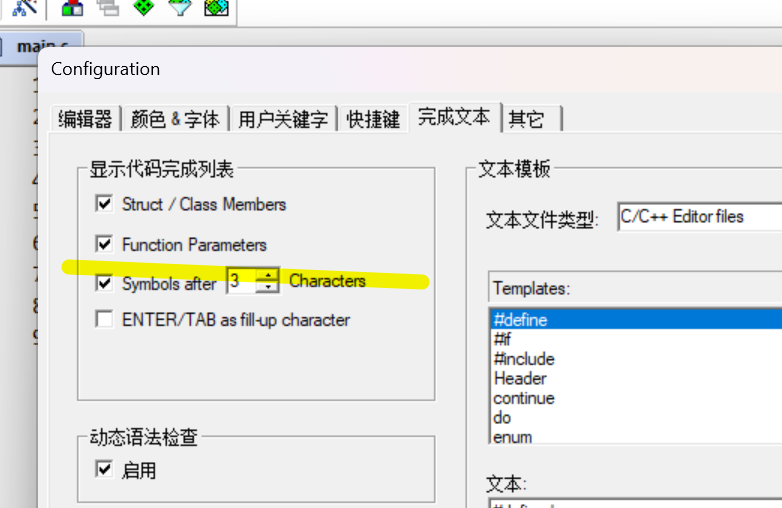 main.c
Configuration
编辑器 颜色 & 字体 用户关键字 快捷键 完成文本 其它
显示代码完成列表
Struct / Class Members
Function Parameters
Symbols after 3 Characters
ENTER/TAB as fill-up character
动态语法检查
启用
文本模板
文本文件类型: C/C++ Editor files
Templates:
#define
#if
#include
Header
continue
do
enum
文本: